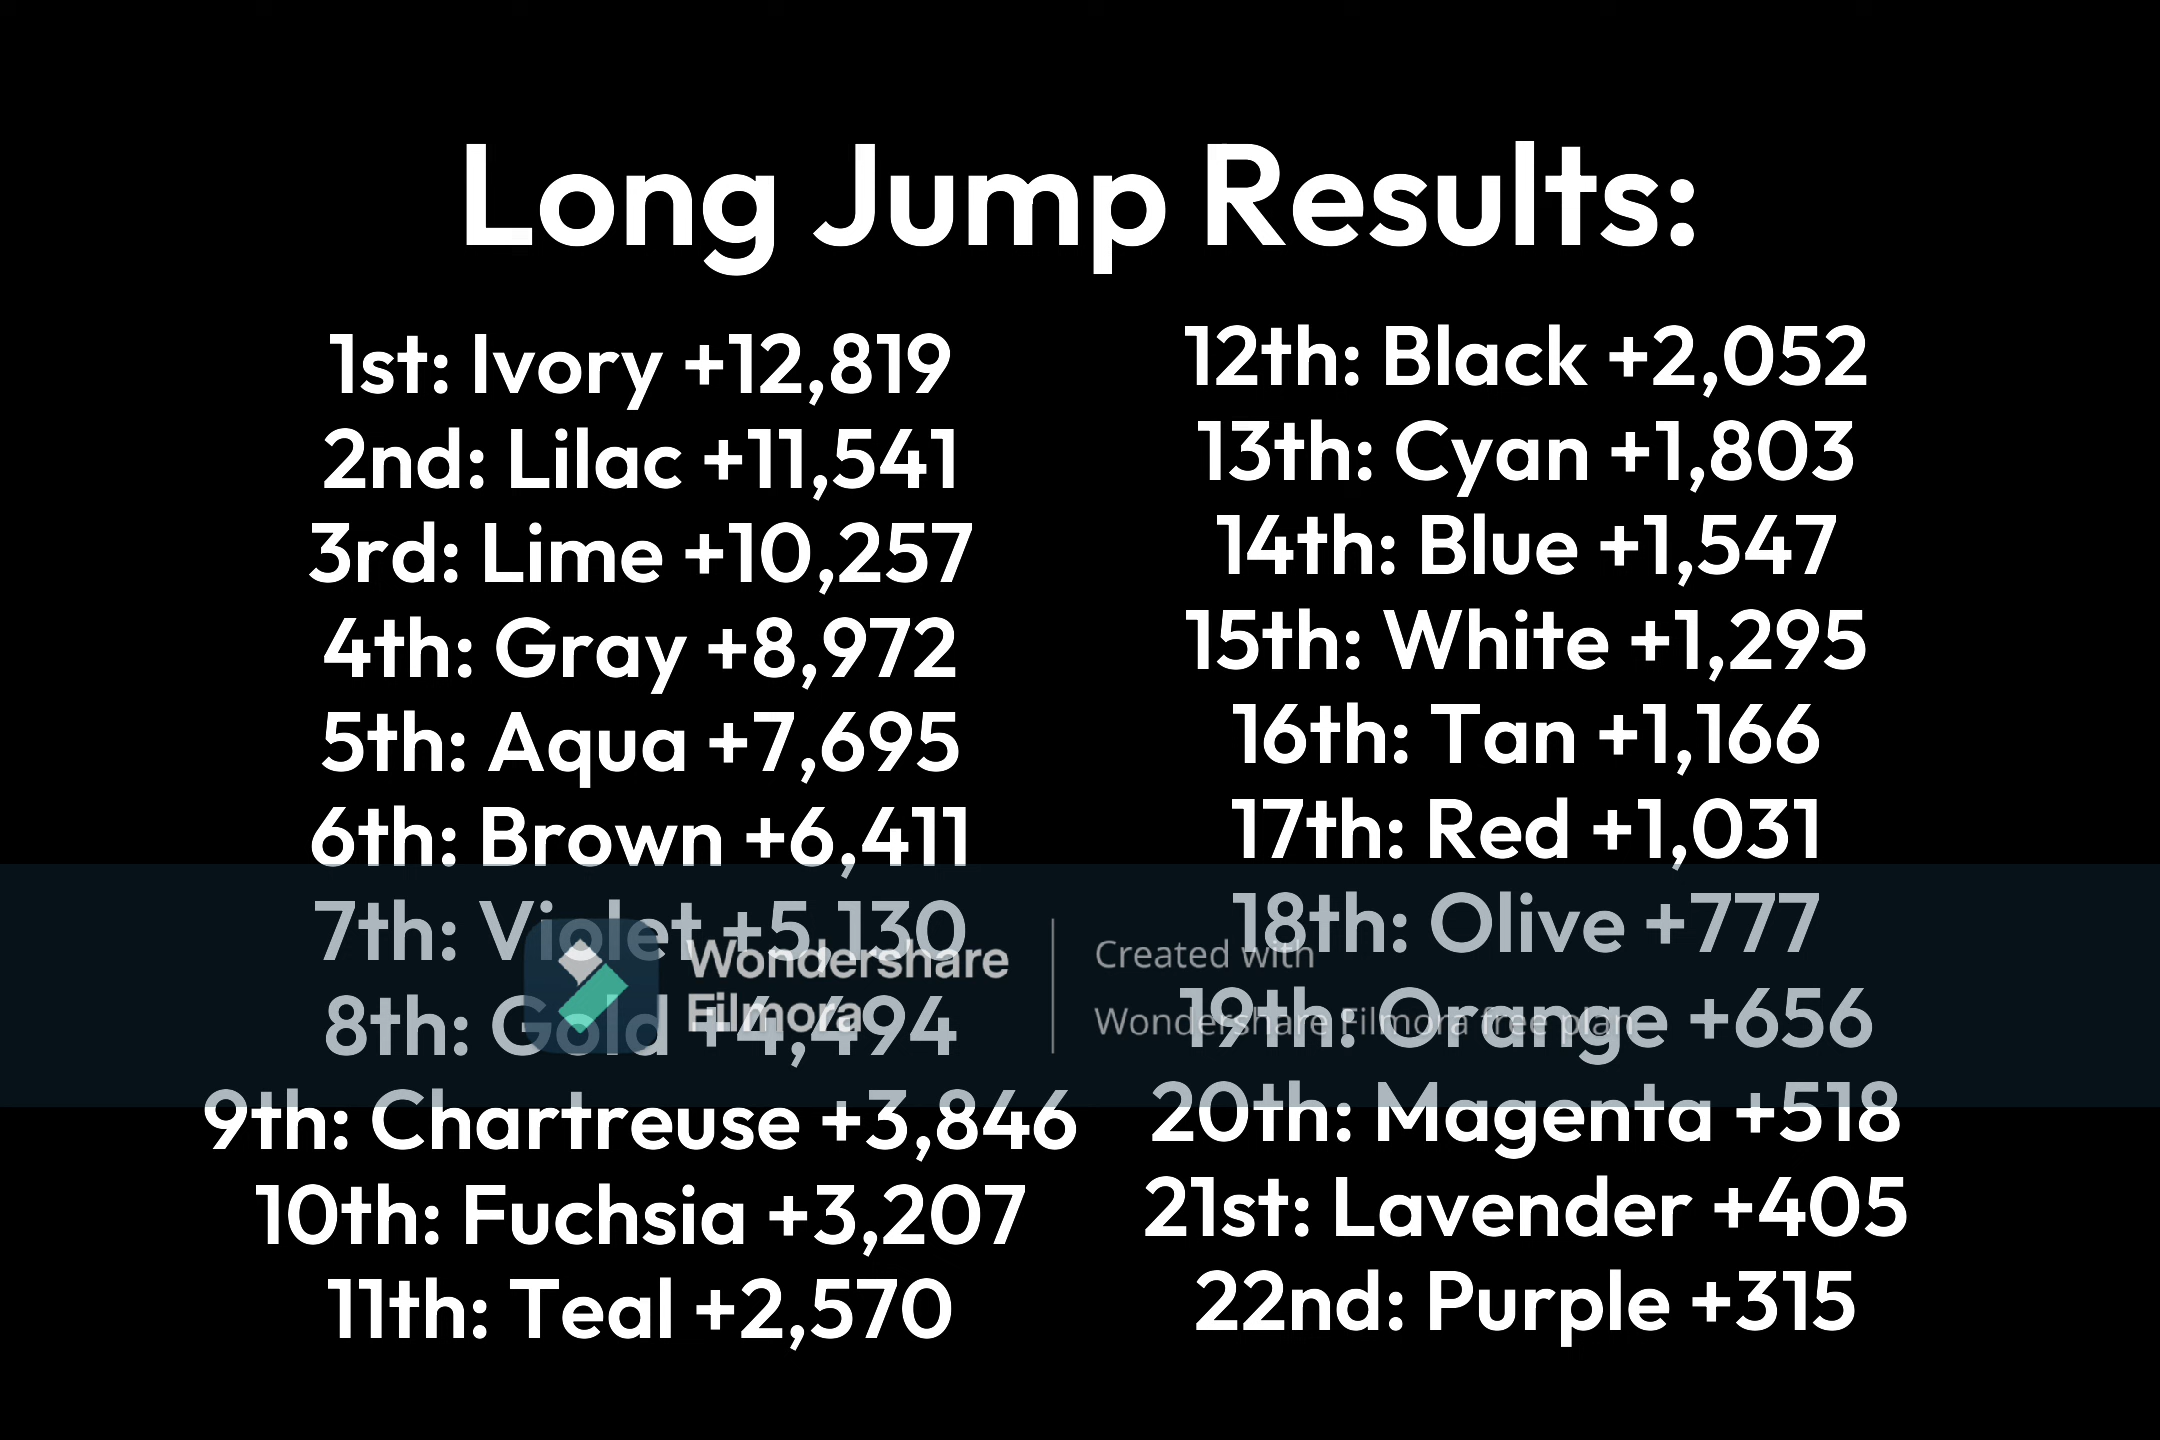 Long Jump Results:
1st: Ivory +12,819
2nd: Lilac +11,541
3rd: Lime +10,257
4th: Gray +8,972
5th: Aqua +7,695
6th: Brown +6,411
7th: Violet +5,130
8th: Gold +4,494
9th: Chartreuse +3,846
10th: Fuchsia +3,207
11th: Teal +2,570
12th: Black +2,052
13th: Cyan +1,803
14th: Blue +1,547
15th: White +1,295
16th: Tan +1,166
17th: Red +1,031
18th: Olive +777
19th: Orange +656
20th: Magenta +518
21st: Lavender +405
22nd: Purple +315
Wondershare
Filmora
Created with
Wondershare Filmora free plan